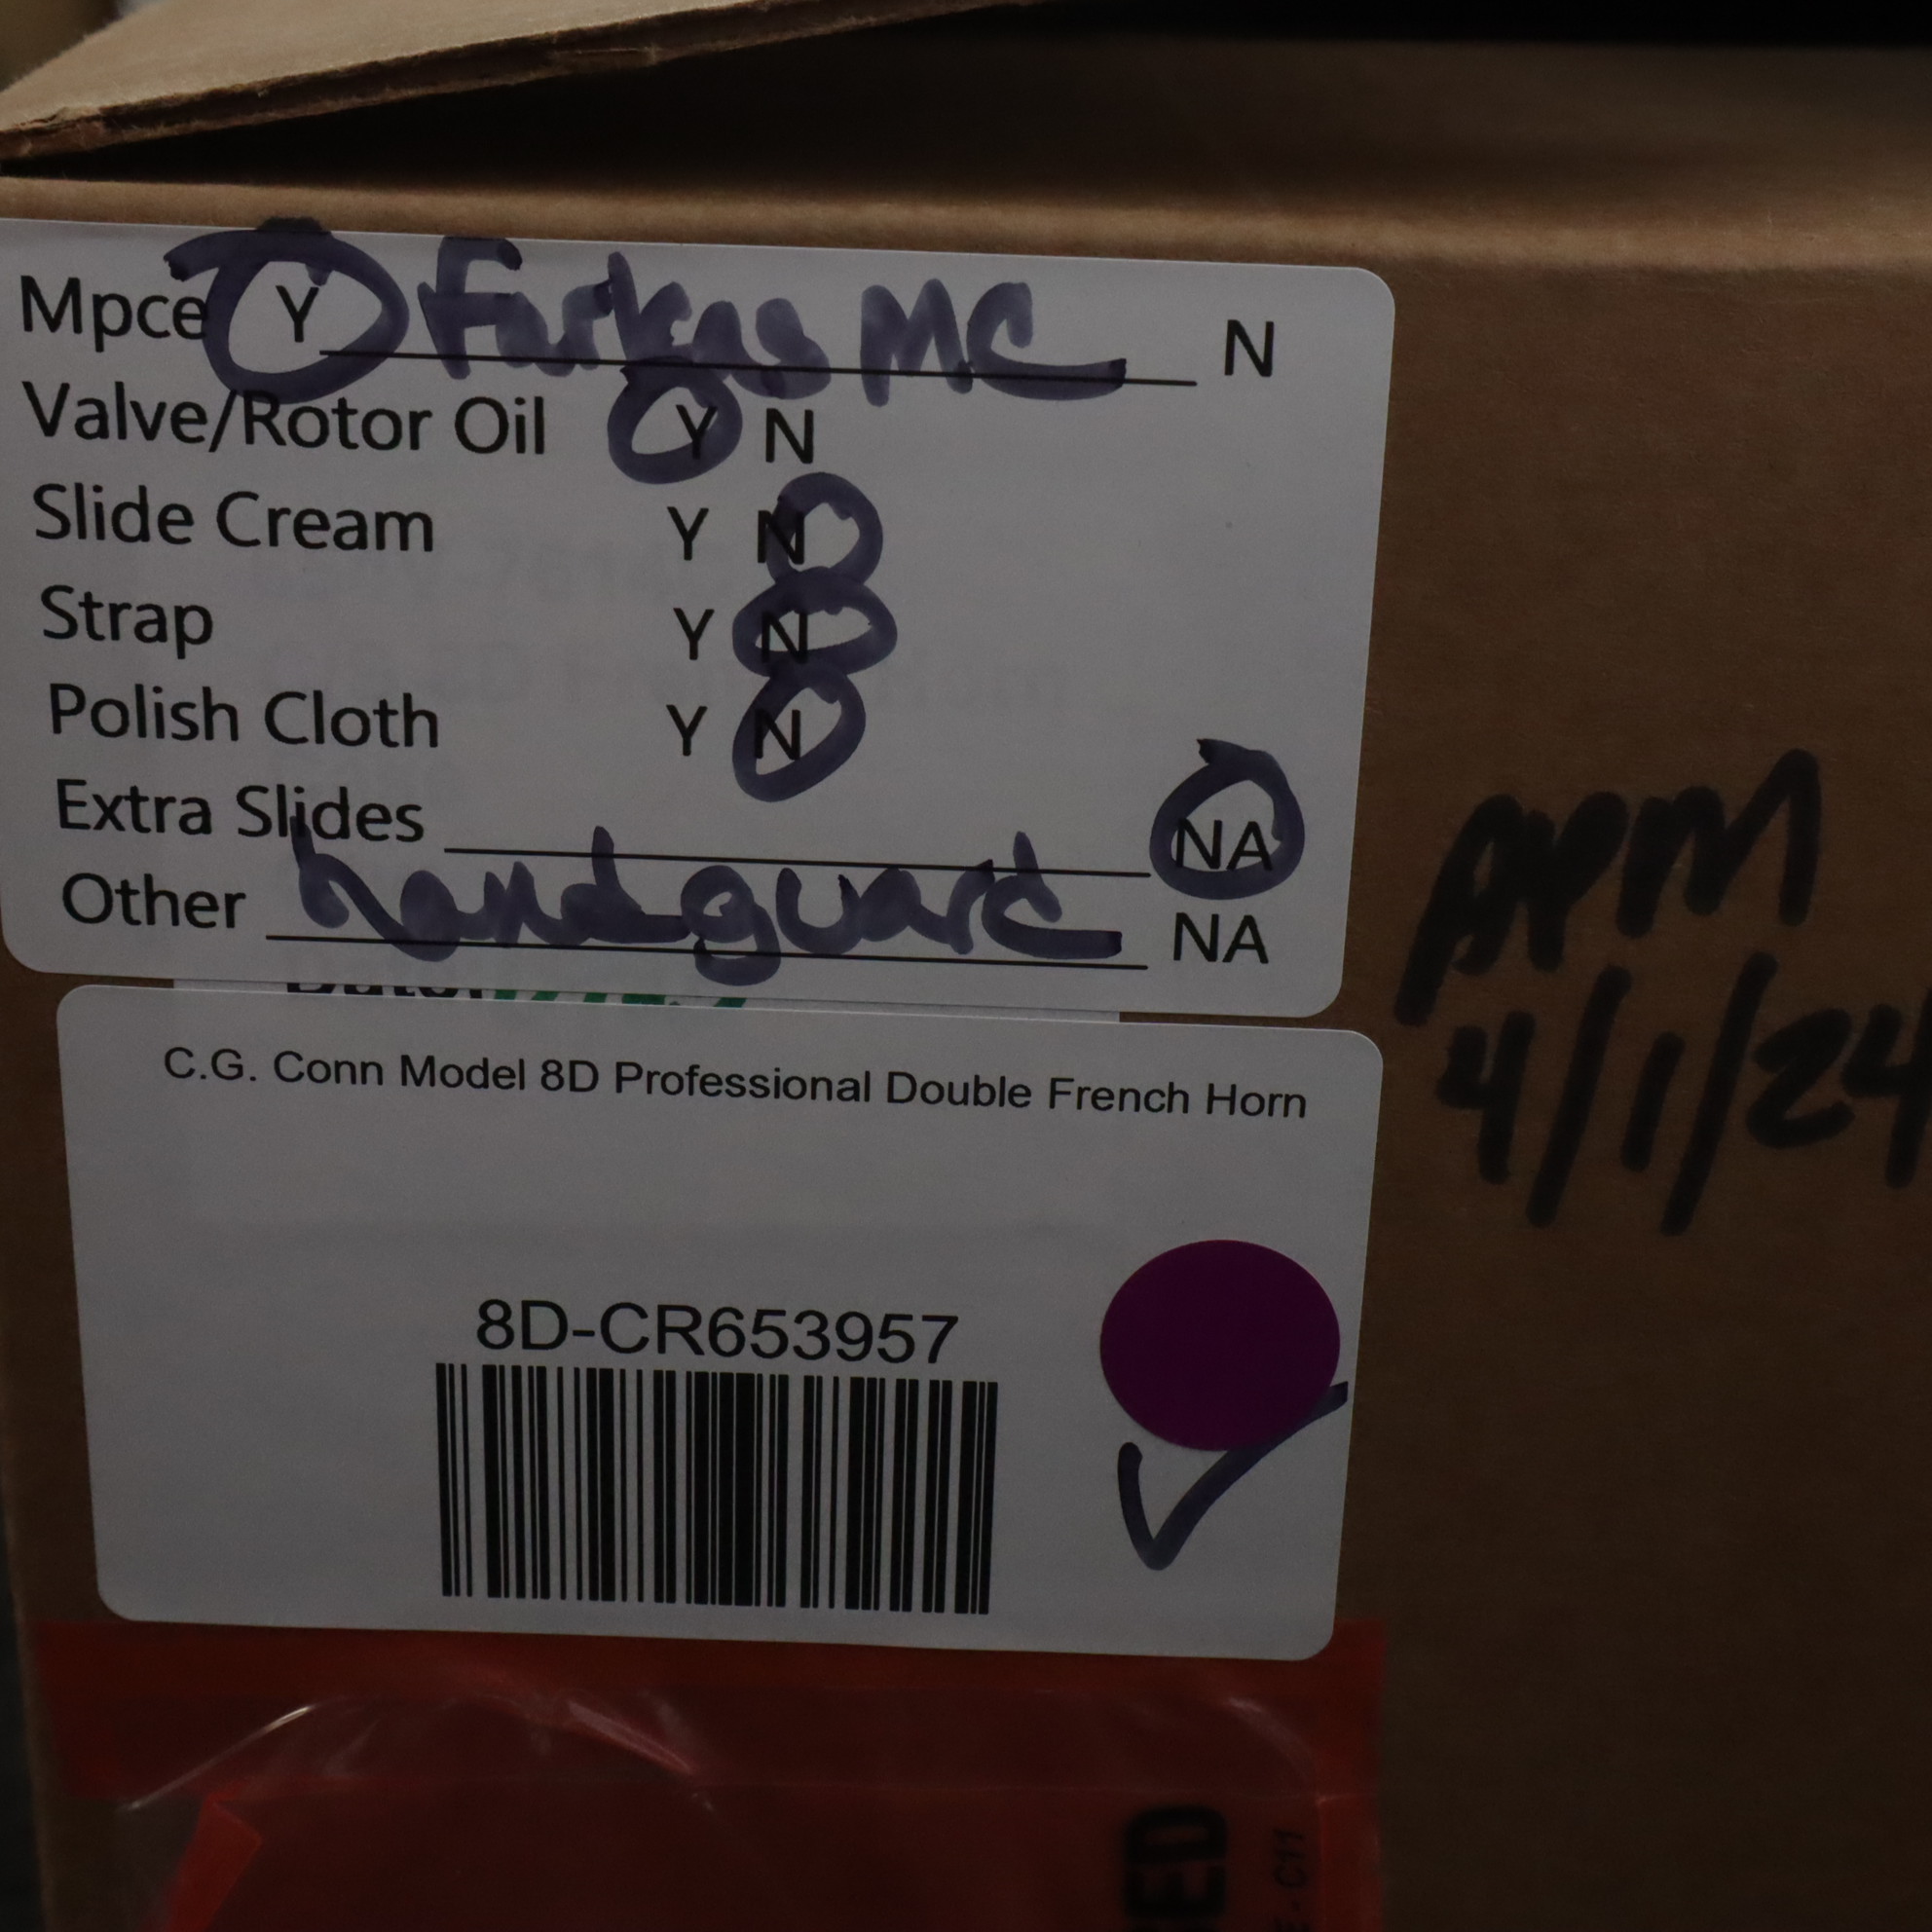 Mpce Y Farkas MC N
Valve/Rotor Oil Y N
Slide Cream Y N
Strap Y N
Polish Cloth Y N
Extra Slides NA
Other handguard NA
APM
4/1/24
C.G. Conn Model 8D Professional Double French Horn
8D-CR653957